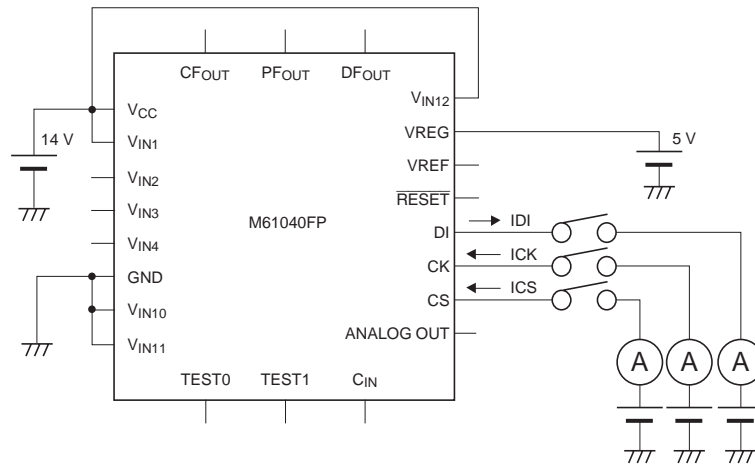 CFOUT PFOUT DFOUT
VCC
VIN12
14 V
VIN1
VREG
5 V
VIN2
VREF
VIN3
RESET
M61040FP
VIN4
DI
IDI
GND
CK
ICK
VIN10
CS
ICS
VIN11
ANALOG OUT
A A A
TEST0 TEST1 CIN